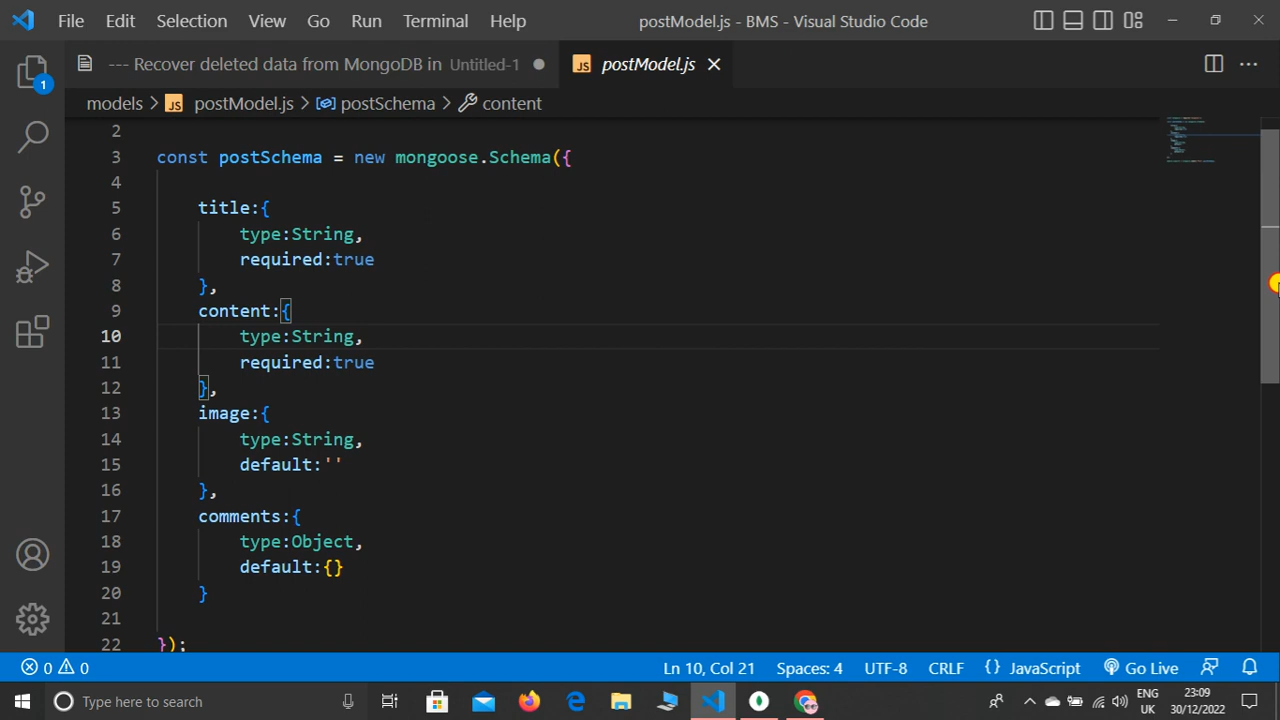 File Edit Selection View Go Run Terminal Help postModel.js - BMS - Visual Studio Code
--- Recover deleted data from MongoDB in Untitled-1 postModel.js
1
models > JS postModel.js > postSchema > content
2
3 const postSchema = new mongoose.Schema({
4
5 title:{
6 type:String,
7 required:true
8 },
9 content:{
10 type:String,
11 required:true
12 },
13 image:{
14 type:String,
15 default:''
16 },
17 comments:{
18 type:Object,
19 default:{}
20 }
21
22 });
0 0 Ln 10, Col 21 Spaces: 4 UTF-8 CRLF {} JavaScript Go Live
Type here to search ENG 23:09
UK 30/12/2022